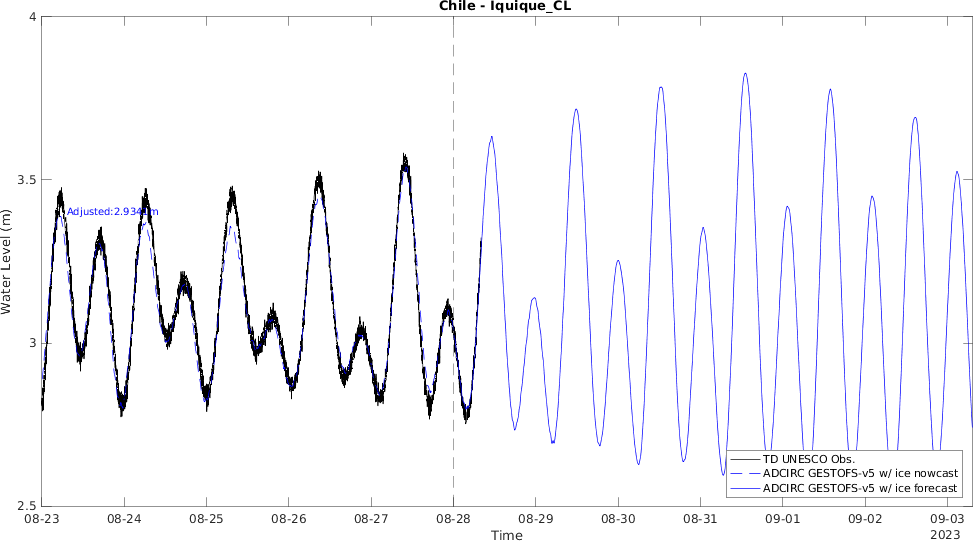 Chile - Iquique_CL
4
3.5
3
2.5
Water Level (m)
Adjusted:2.934 m
08-23 08-24 08-25 08-26 08-27 08-28 08-29 08-30 08-31 09-01 09-02 09-03
2023
Time
TD UNESCO Obs.
ADCIRC GESTOFS-v5 w/ ice nowcast
ADCIRC GESTOFS-v5 w/ ice forecast